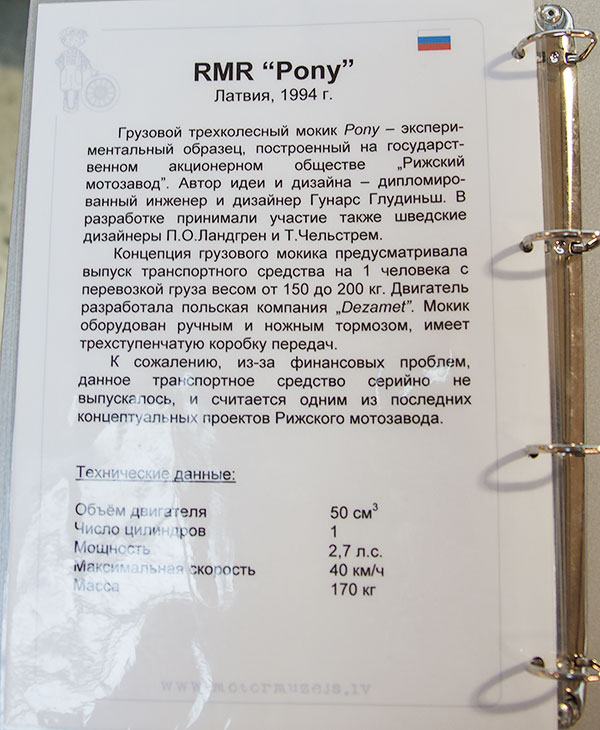 RMR “Pony”
Латвия, 1994 г.
Грузовой трехколесный мокик Pony – экспери-
ментальный образец, построенный на государст-
венном акционерном обществе „Рижский
мотозавод”. Автор идеи и дизайна – дипломиро-
ванный инженер и дизайнер Гунарс Глудиньш. В
разработке принимали участие также шведские
дизайнеры П.О.Ландгрен и Т.Чельстрем.
Концепция грузового мокика предусматривала
выпуск транспортного средства на 1 человека с
перевозкой груза весом от 150 до 200 кг. Двигатель
разработала польская компания „Dezamet”. Мокик
оборудован ручным и ножным тормозом, имеет
трехступенчатую коробку передач.
К сожалению, из-за финансовых проблем,
данное транспортное средство серийно не
выпускалось, и считается одним из последних
концептуальных проектов Рижского мотозавода.
Технические данные:
Объём двигателя 50 см³
Число цилиндров 1
Мощность 2,7 л.с.
Максимальная скорость 40 км/ч
Масса 170 кг
www.motormuseis.lv